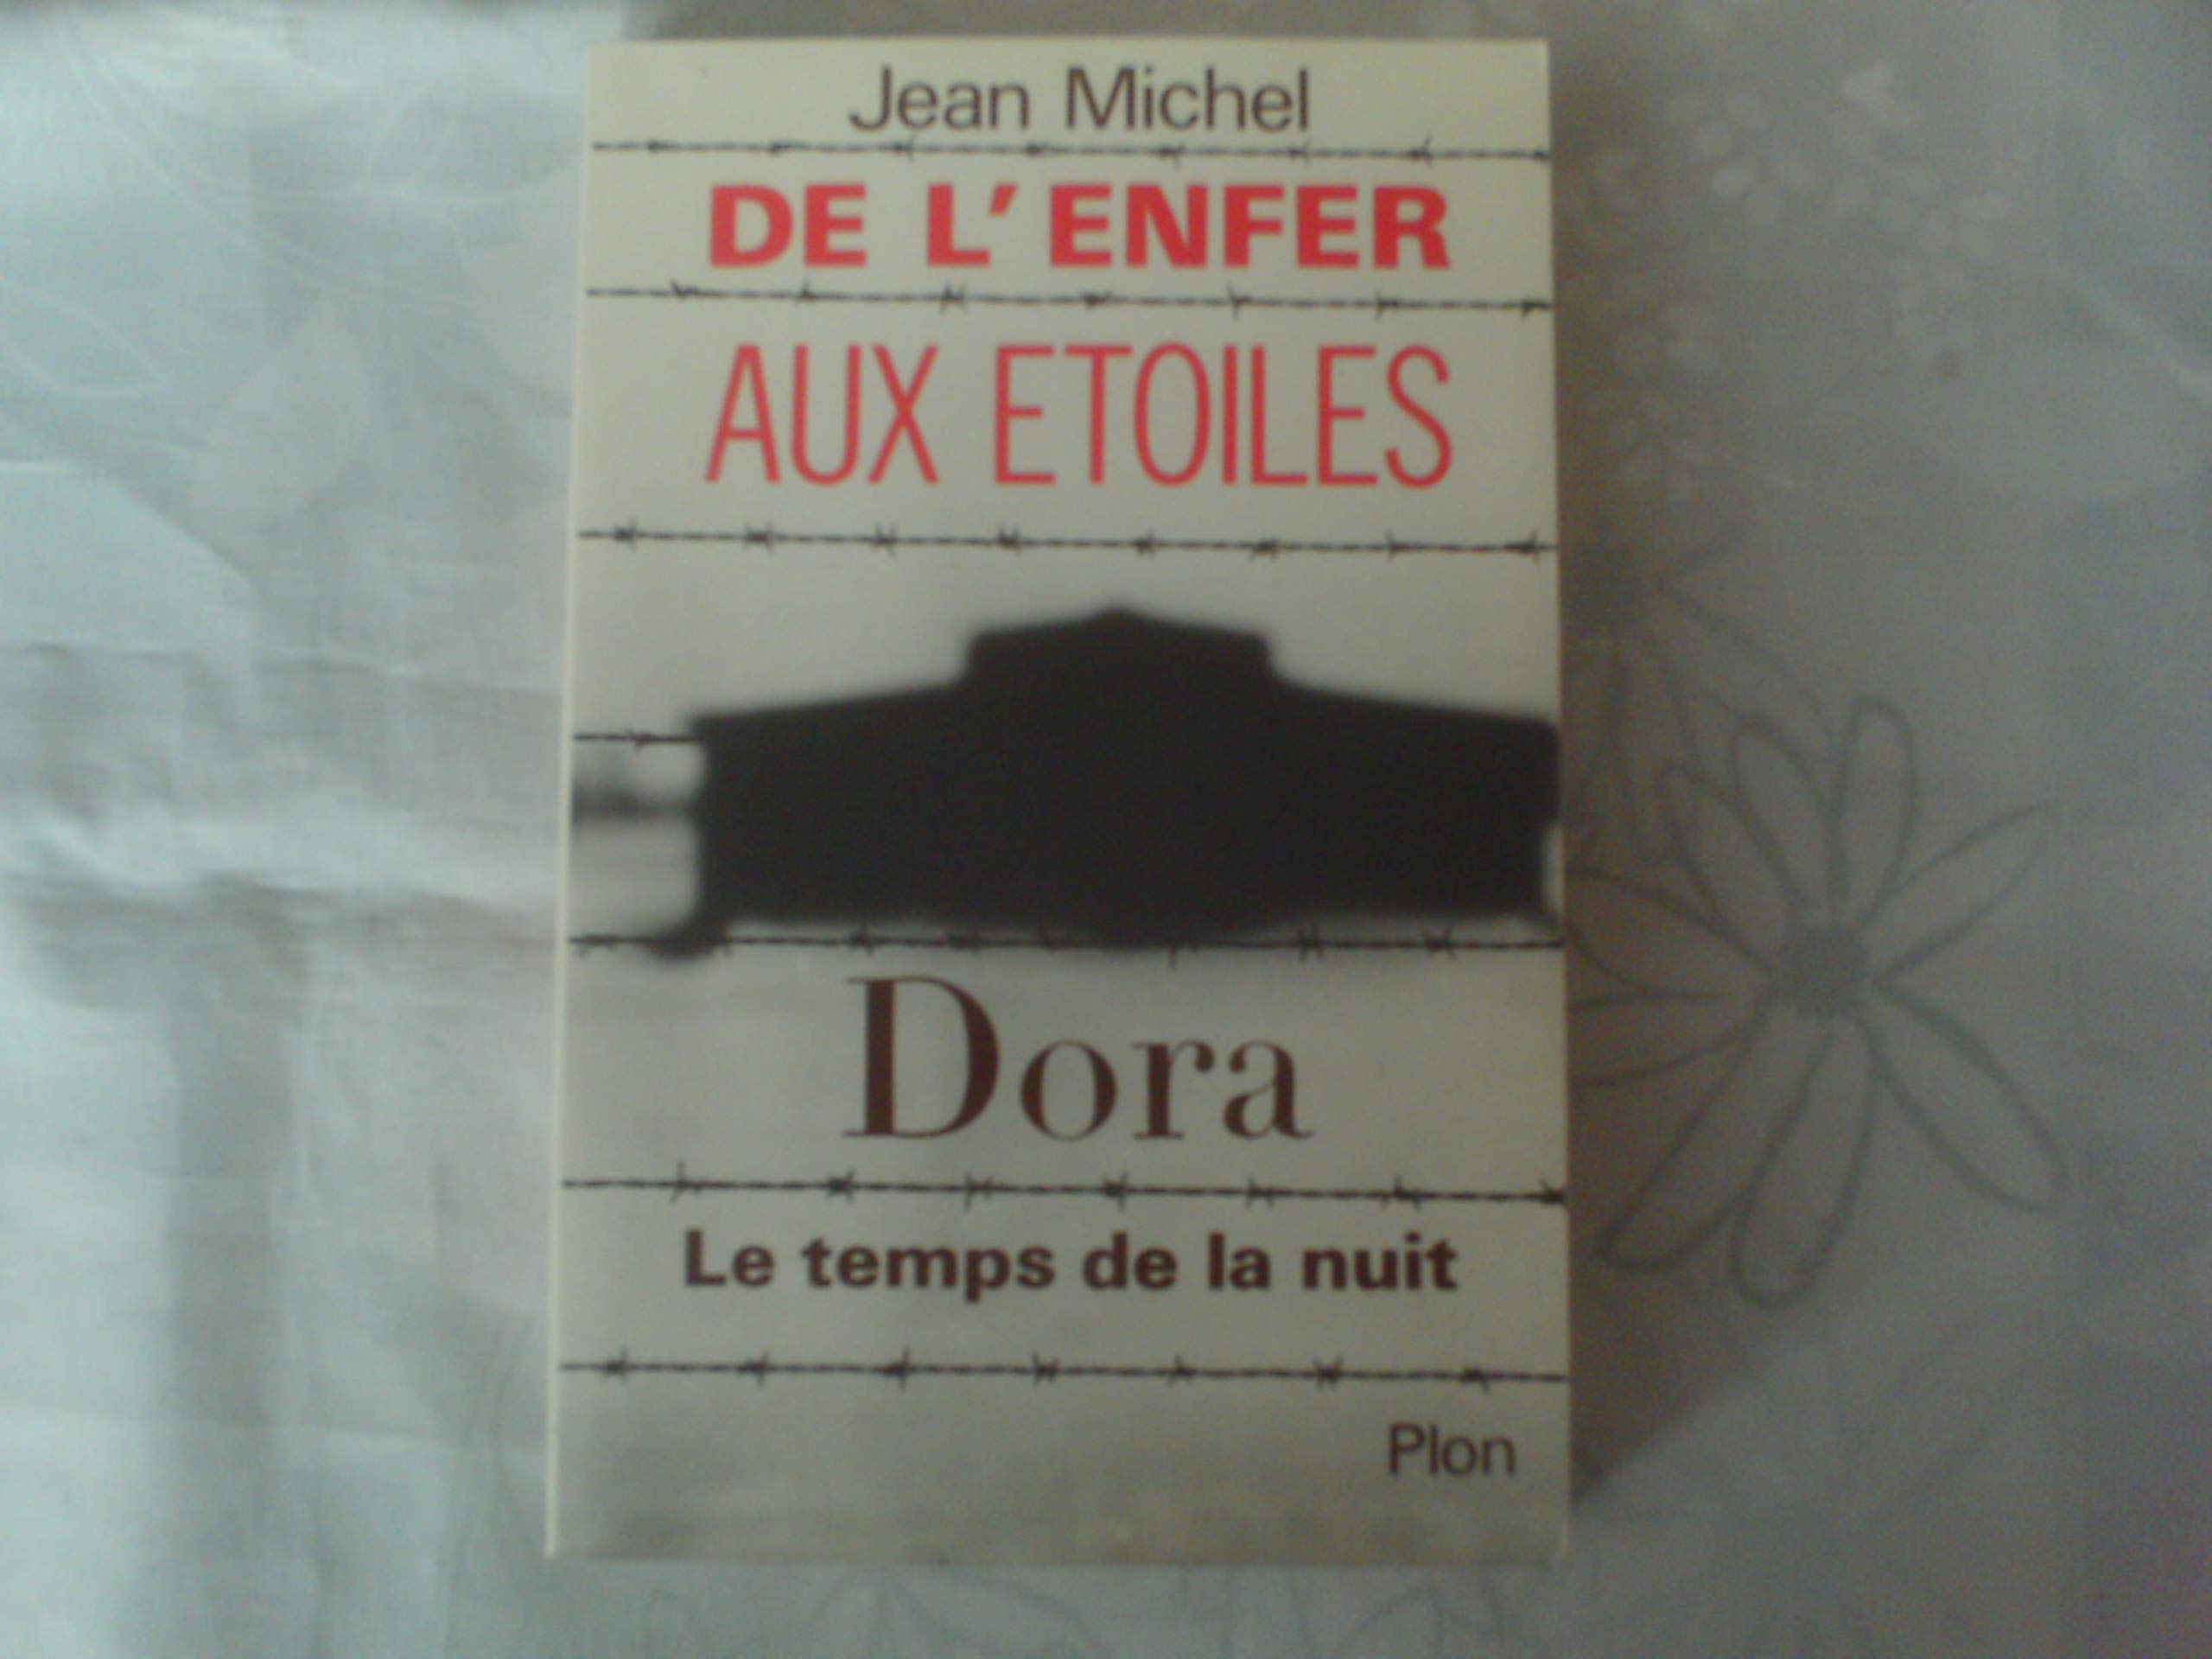 Jean Michel
DE L'ENFER
AUX ETOILES
Dora
Le temps de la nuit
Plon